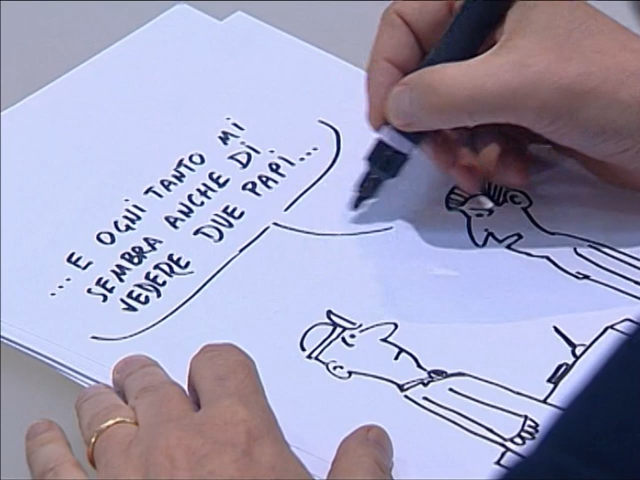 ... E OGNI TANTO MI
SEMBRA ANCHE DI
VEDERE DUE PAPI...